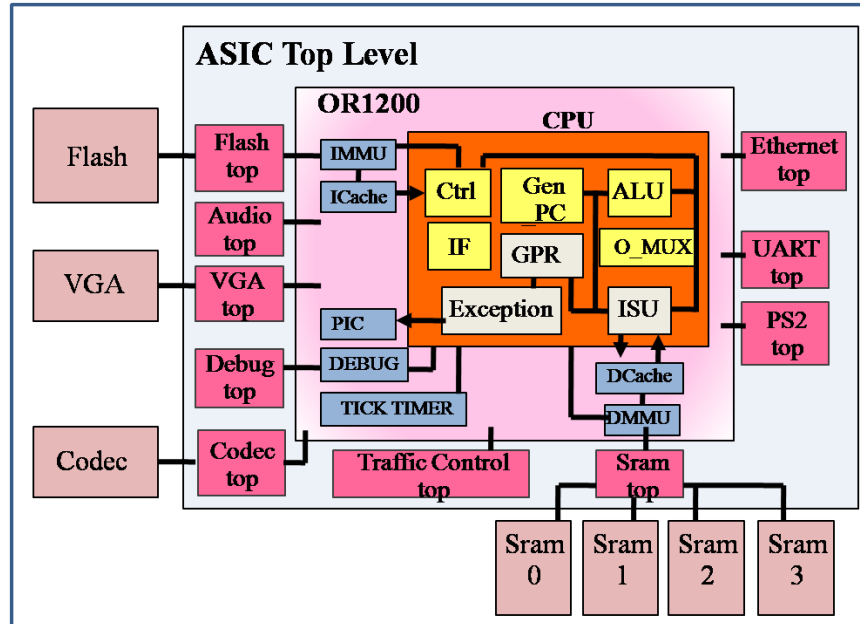 ASIC Top Level
OR1200
CPU
Flash
Flash
top
IMMU
ICache
Ctrl
Gen
_PC
ALU
Ethernet
top
Audio
top
IF
GPR
O_MUX
VGA
VGA
top
UART
top
PIC
Exception
ISU
PS2
top
Debug
top
DEBUG
DCache
TICK TIMER
DMMU
Codec
Codec
top
Traffic Control
top
Sram
top
Sram
0
Sram
1
Sram
2
Sram
3